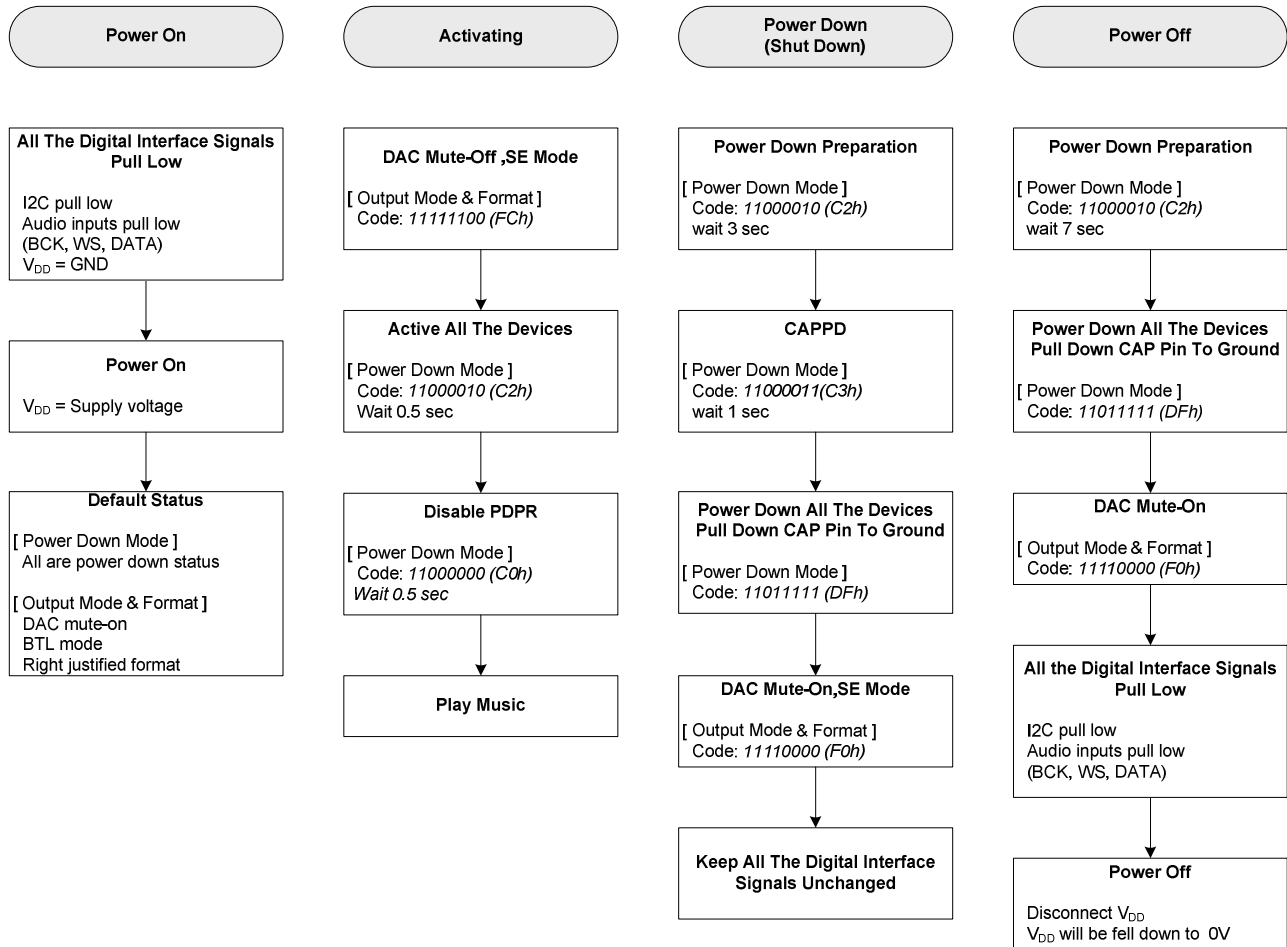 Power On
All The Digital Interface Signals
Pull Low
I2C pull low
Audio inputs pull low
(BCK, WS, DATA)
VDD = GND
Power On
VDD = Supply voltage
Default Status
[ Power Down Mode ]
All are power down status
[ Output Mode & Format ]
DAC mute-on
BTL mode
Right justified format
Activating
DAC Mute-Off ,SE Mode
[ Output Mode & Format ]
Code: 11111100 (FCh)
Active All The Devices
[ Power Down Mode ]
Code: 11000010 (C2h)
Wait 0.5 sec
Disable PDPR
[ Power Down Mode ]
Code: 11000000 (C0h)
Wait 0.5 sec
Play Music
Power Down
(Shut Down)
Power Down Preparation
[ Power Down Mode ]
Code: 11000010 (C2h)
wait 3 sec
CAPPD
[ Power Down Mode ]
Code: 11000011(C3h)
wait 1 sec
Power Down All The Devices
Pull Down CAP Pin To Ground
[ Power Down Mode ]
Code: 11011111 (DFh)
DAC Mute-On,SE Mode
[ Output Mode & Format ]
Code: 11110000 (F0h)
Keep All The Digital Interface
Signals Unchanged
Power Off
Power Down Preparation
[ Power Down Mode ]
Code: 11000010 (C2h)
wait 7 sec
Power Down All The Devices
Pull Down CAP Pin To Ground
[ Power Down Mode ]
Code: 11011111 (DFh)
DAC Mute-On
[ Output Mode & Format ]
Code: 11110000 (F0h)
All the Digital Interface Signals
Pull Low
I2C pull low
Audio inputs pull low
(BCK, WS, DATA)
Power Off
Disconnect VDD
VDD will be fell down to 0V